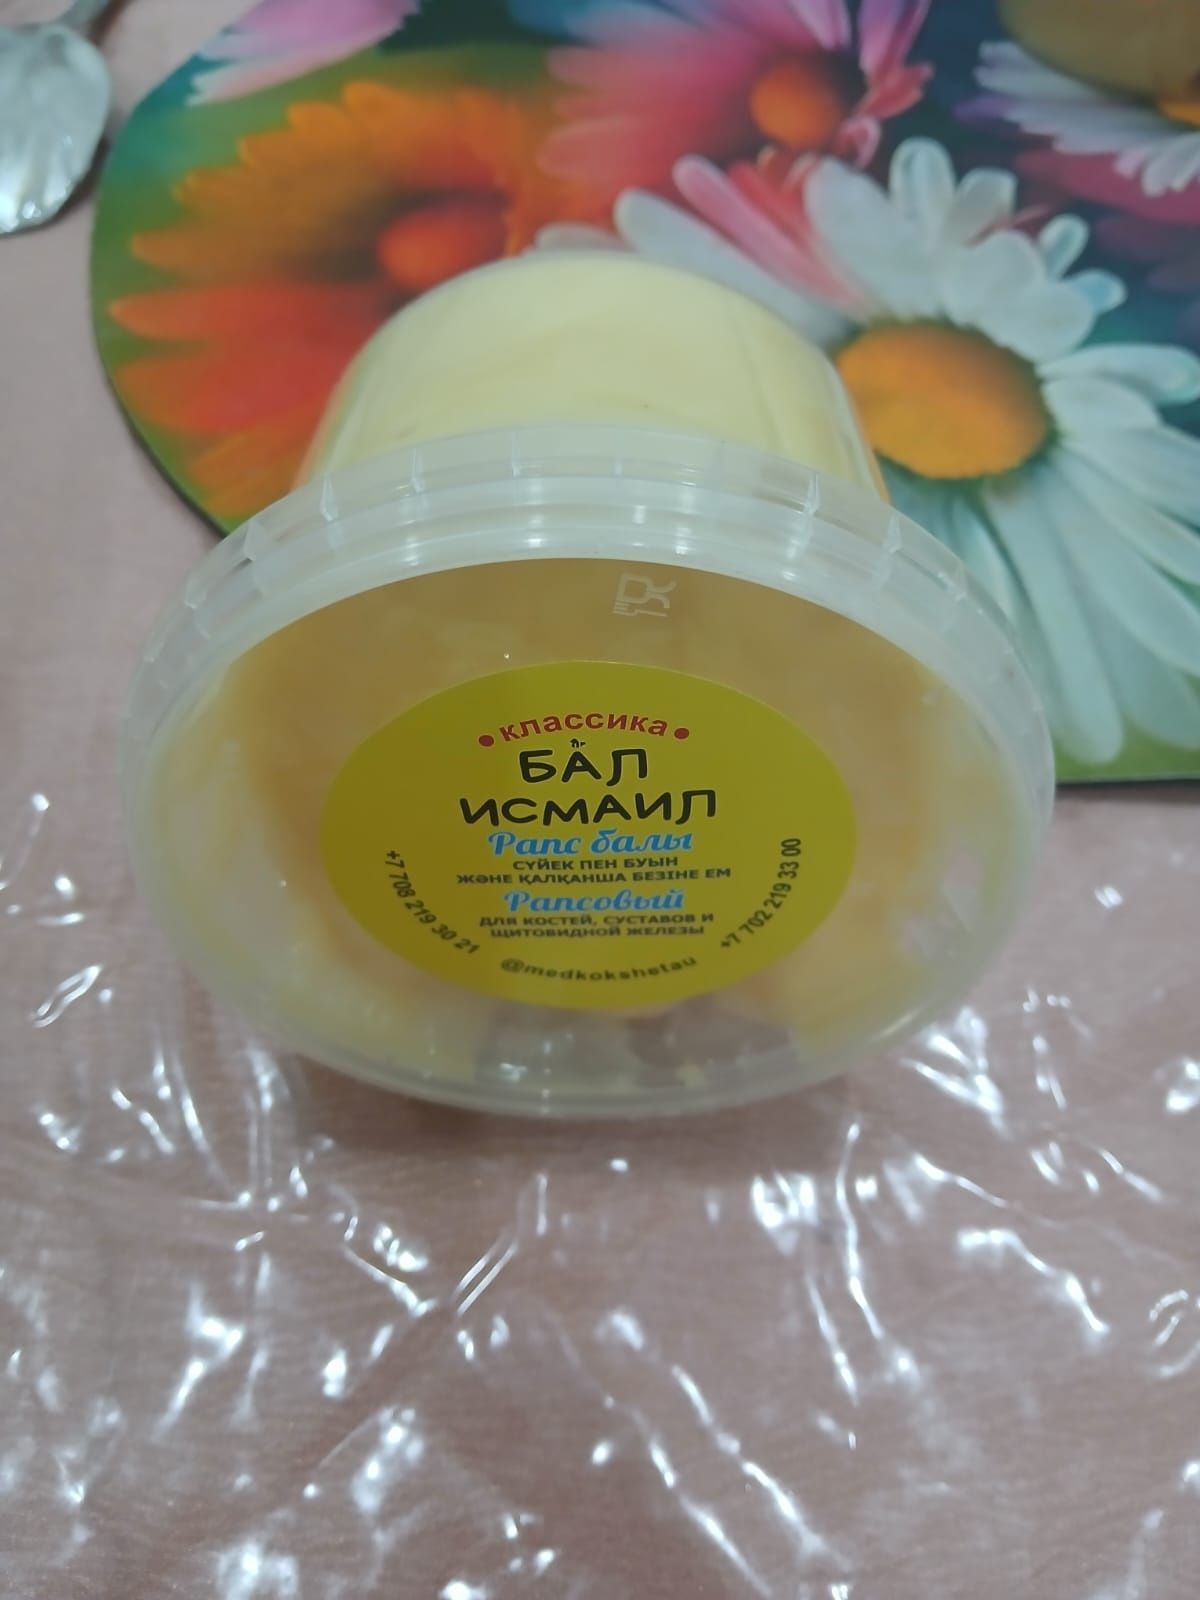 •классика•
БАЛ
ИСМАИЛ
Рапс балы
СҮЙЕК ПЕН БУЫН
ЖӘНЕ ҚАЛҚАНША БЕЗІНЕ ЕМ
Рапсовый
ДЛЯ КОСТЕЙ, СУСТАВОВ И
ЩИТОВИДНОЙ ЖЕЛЕЗЫ
+7 708 219 30 21
+7 702 219 33 00
@medkokshetau